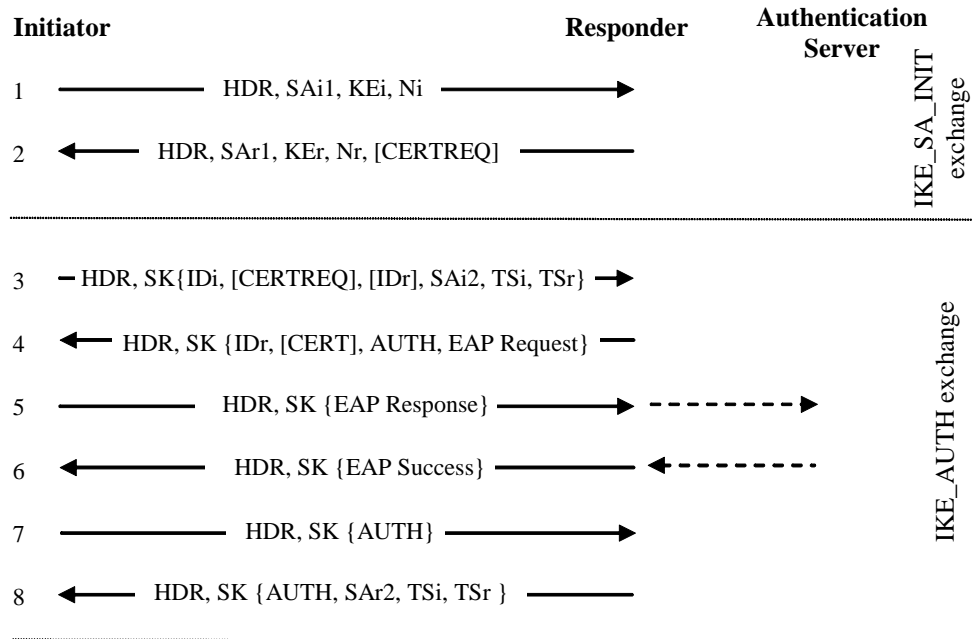 Initiator
Responder
Authentication
Server
1 HDR, SAi1, KEi, Ni
2 HDR, SAr1, KEr, Nr, [CERTREQ]
IKE_SA_INIT
exchange
3 HDR, SK{IDi, [CERTREQ], [IDr], SAi2, TSi, TSr}
4 HDR, SK {IDr, [CERT], AUTH, EAP Request}
5 HDR, SK {EAP Response}
6 HDR, SK {EAP Success}
7 HDR, SK {AUTH}
8 HDR, SK {AUTH, SAr2, TSi, TSr }
IKE_AUTH exchange